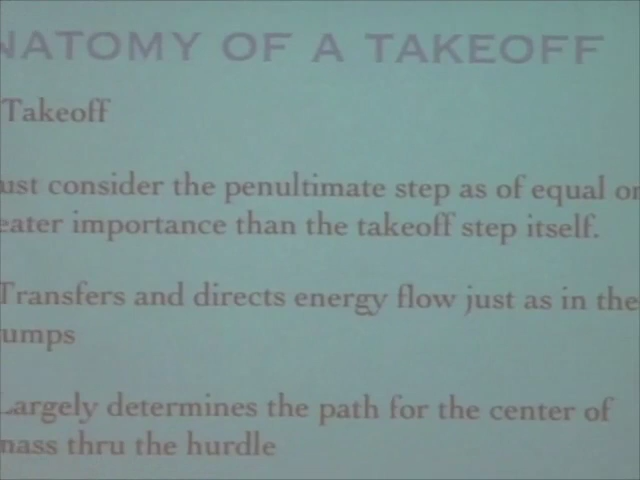 NATOMY OF A TAKEOFF
Takeoff
ust consider the penultimate step as of equal or
eater importance than the takeoff step itself.
Transfers and directs energy flow just as in the
umps
Largely determines the path for the center of
mass thru the hurdle